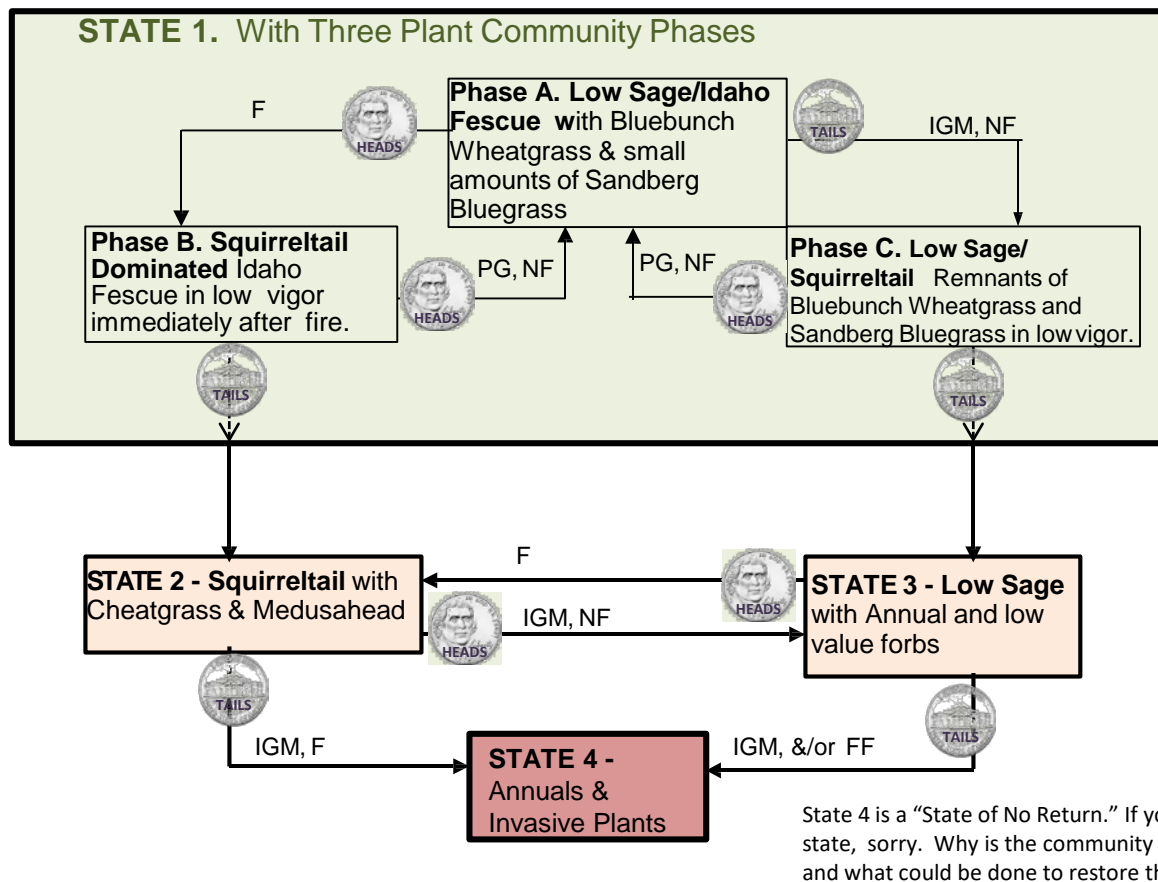 STATE 1. With Three Plant Community Phases
F
HEADS
Phase A. Low Sage/Idaho
Fescue with Bluebunch
Wheatgrass & small
amounts of Sandberg
Bluegrass
TAILS
IGM, NF
Phase B. Squirreltail
Dominated Idaho
Fescue in low vigor
immediately after fire.
HEADS
PG, NF
PG, NF
HEADS
Phase C. Low Sage/
Squirreltail Remnants of
Bluebunch Wheatgrass and
Sandberg Bluegrass in low vigor.
TAILS
TAILS
STATE 2 - Squirreltail with
Cheatgrass & Medusahead
F
HEADS
HEADS
IGM, NF
STATE 3 - Low Sage
with Annual and low
value forbs
TAILS
TAILS
IGM, F
STATE 4 -
Annuals &
Invasive Plants
IGM, &/or FF
State 4 is a “State of No Return.” If yo
state, sorry. Why is the community
and what could be done to restore th